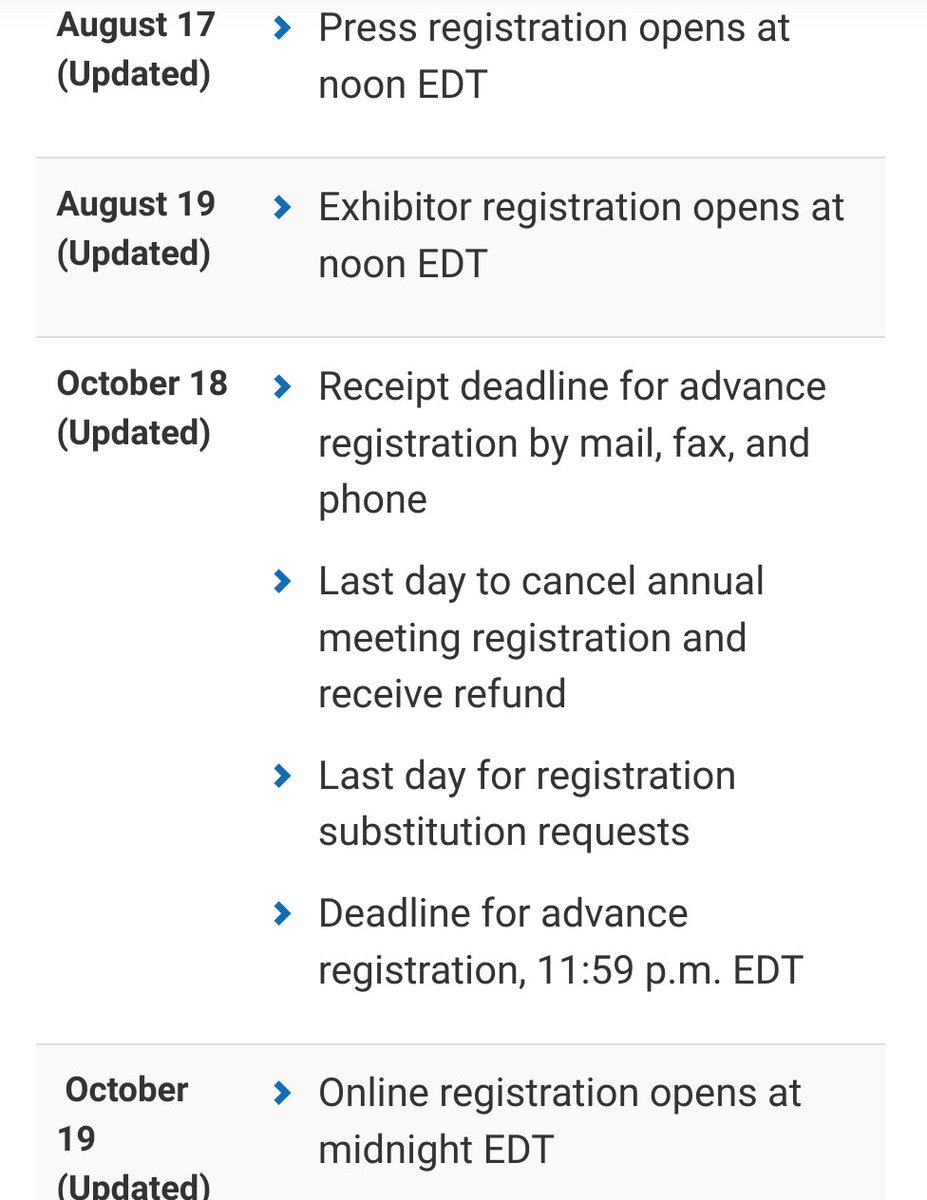 August 17
(Updated)
Press registration opens at
noon EDT
August 19
(Updated)
Exhibitor registration opens at
noon EDT
October 18
(Updated)
Receipt deadline for advance
registration by mail, fax, and
phone
Last day to cancel annual
meeting registration and
receive refund
Last day for registration
substitution requests
Deadline for advance
registration, 11:59 p.m. EDT
October
19
(Updated)
Online registration opens at
midnight EDT